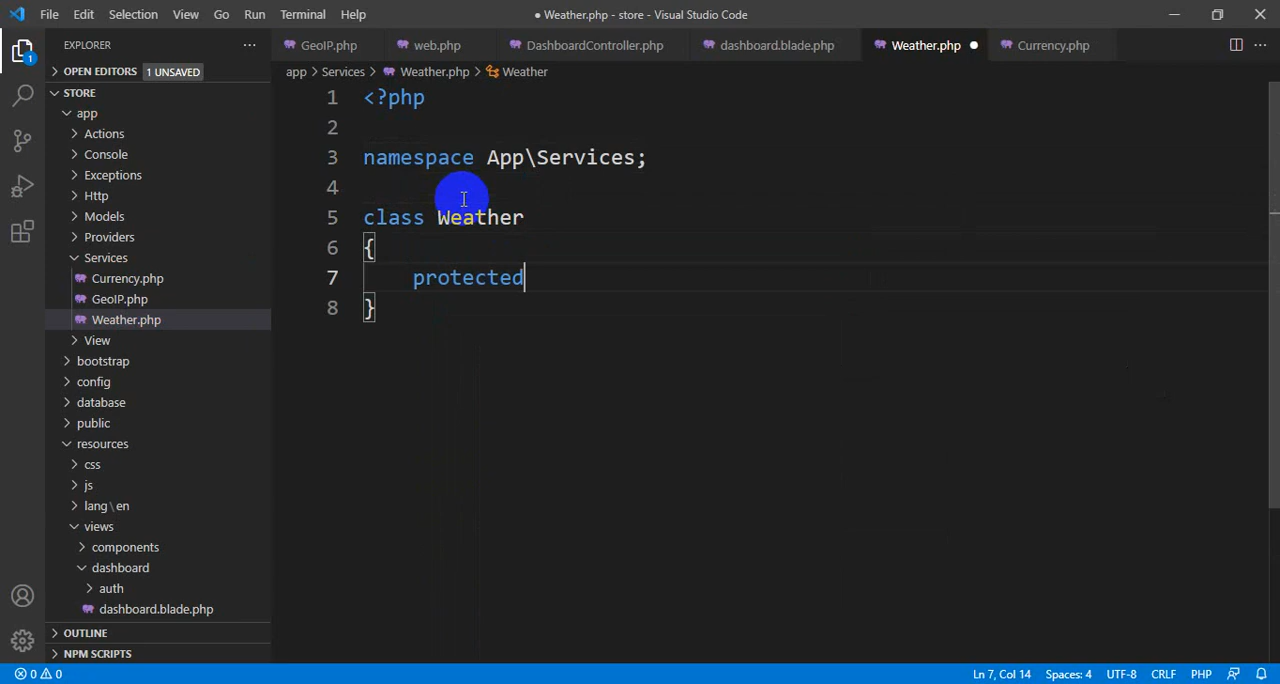 File Edit Selection View Go Run Terminal Help
● Weather.php - store - Visual Studio Code
EXPLORER
GeoIP.php
web.php
DashboardController.php
dashboard.blade.php
Weather.php
Currency.php
OPEN EDITORS 1 UNSAVED
app > Services > Weather.php > Weather
STORE
app
Actions
Console
Exceptions
Http
Models
Providers
Services
Currency.php
GeoIP.php
Weather.php
View
bootstrap
config
database
public
resources
css
js
lang \ en
views
components
dashboard
auth
dashboard.blade.php
OUTLINE
NPM SCRIPTS
1 <?php
2
3 namespace App\Services;
4
5 class Weather
6 {
7 protected
8 }
1
0 0
Ln 7, Col 14 Spaces: 4 UTF-8 CRLF PHP